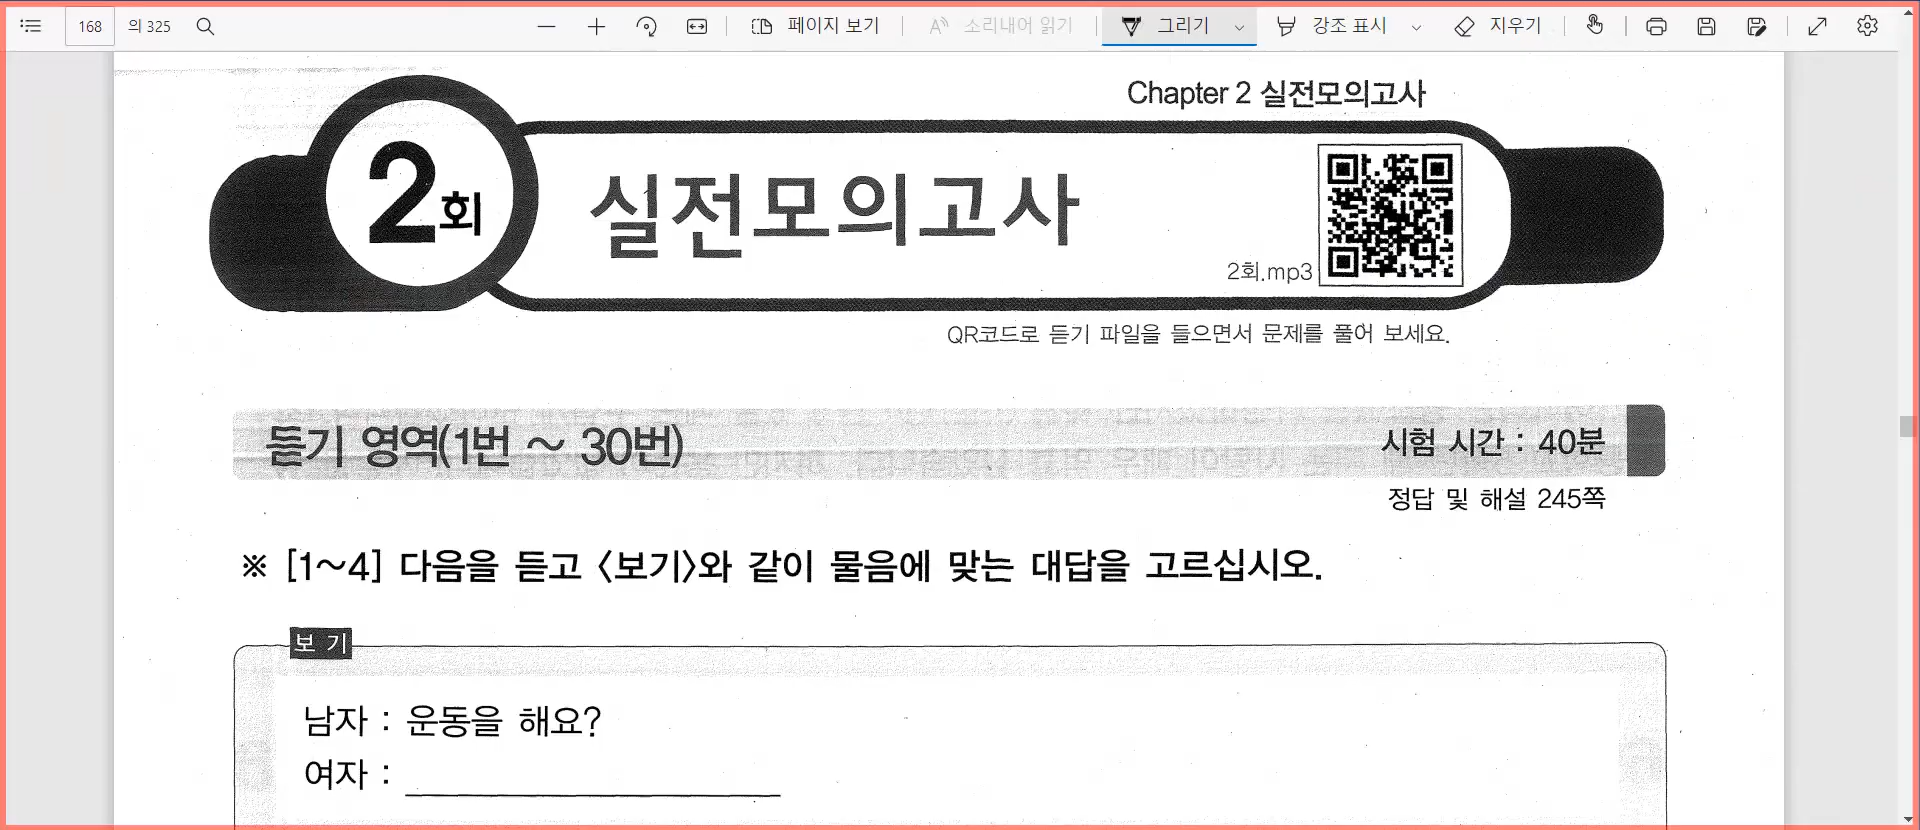 168 의 325 페이지 보기 소리내어 읽기 그리기 강조 표시 지우기
Chapter 2 실전모의고사
2회 실전모의고사
2회.mp3
QR코드로 듣기 파일을 들으면서 문제를 풀어 보세요.
듣기 영역(1번 ～ 30번) 시험 시간 : 40분
정답 및 해설 245쪽
※ [1～4] 다음을 듣고 〈보기〉와 같이 물음에 맞는 대답을 고르십시오.
보 기
남자 : 운동을 해요?
여자 :